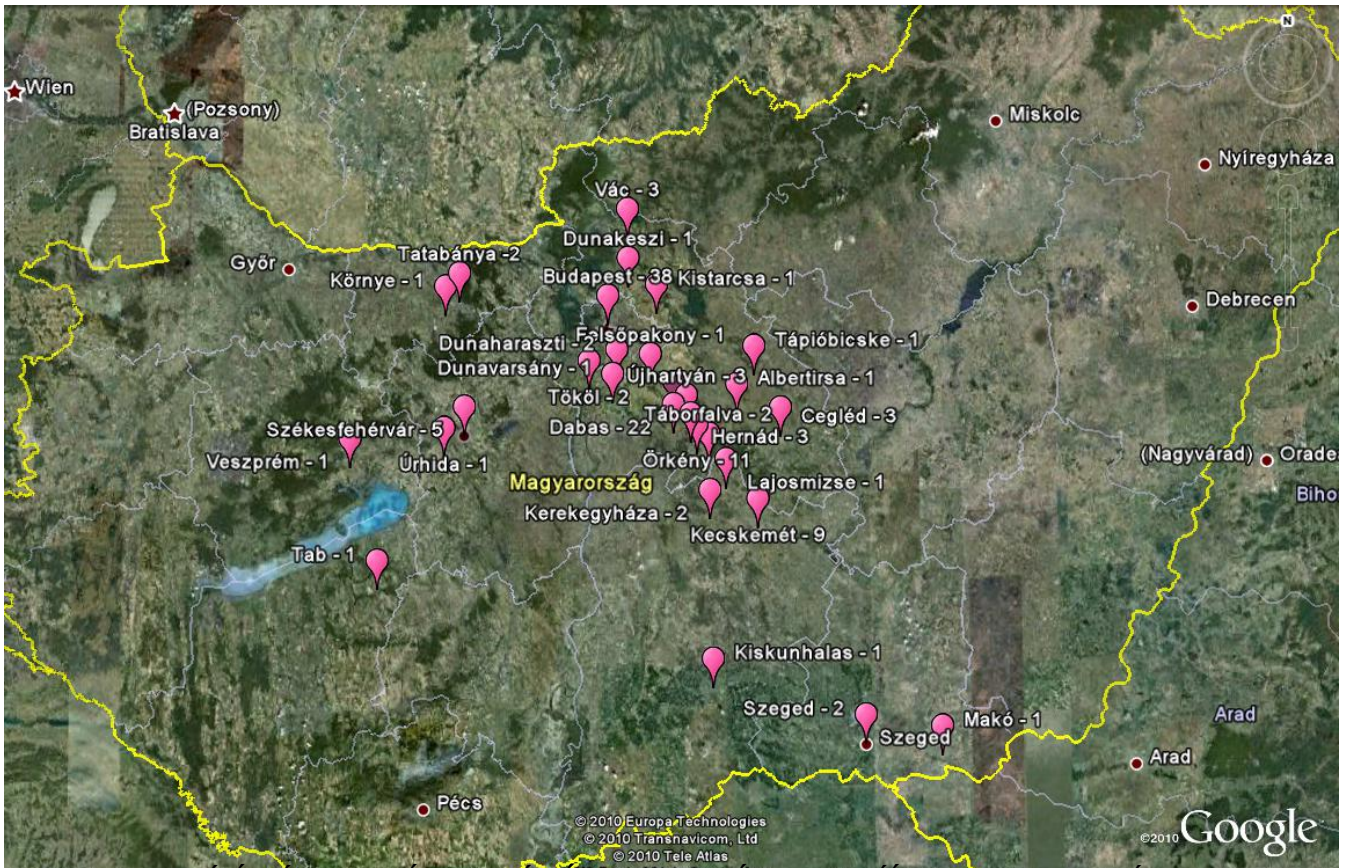 N
Wien
(Pozsony)
Bratislava
Miskolc
Nyíregyháza
Vác - 3
Dunakeszi - 1
Győr
Tatabánya -2
Környe - 1
Budapest - 38
Kistarcsa - 1
Debrecen
Felsőpakony - 1
Dunaharaszti - 2
Tápióbicske - 1
Dunavarsány - 1
Újhartyán - 3
Albertirsa - 1
Tököl - 2
Táborfalva - 2
Cegléd - 3
Dabas - 22
Székesfehérvár - 5
Hernád - 3
Veszprém - 1
Úrhida - 1
Örkény - 11
(Nagyvárad)
Oradea
Magyarország
Lajosmizse - 1
Biho
Kerekegyháza - 2
Kecskemét - 9
Tab - 1
Kiskunhalas - 1
Szeged - 2
Makó - 1
Arad
Szeged
Arad
Pécs
© 2010 Europa Technologies
© 2010 Transnavicom, Ltd
© 2010 Tele Atlas
©2010 Google